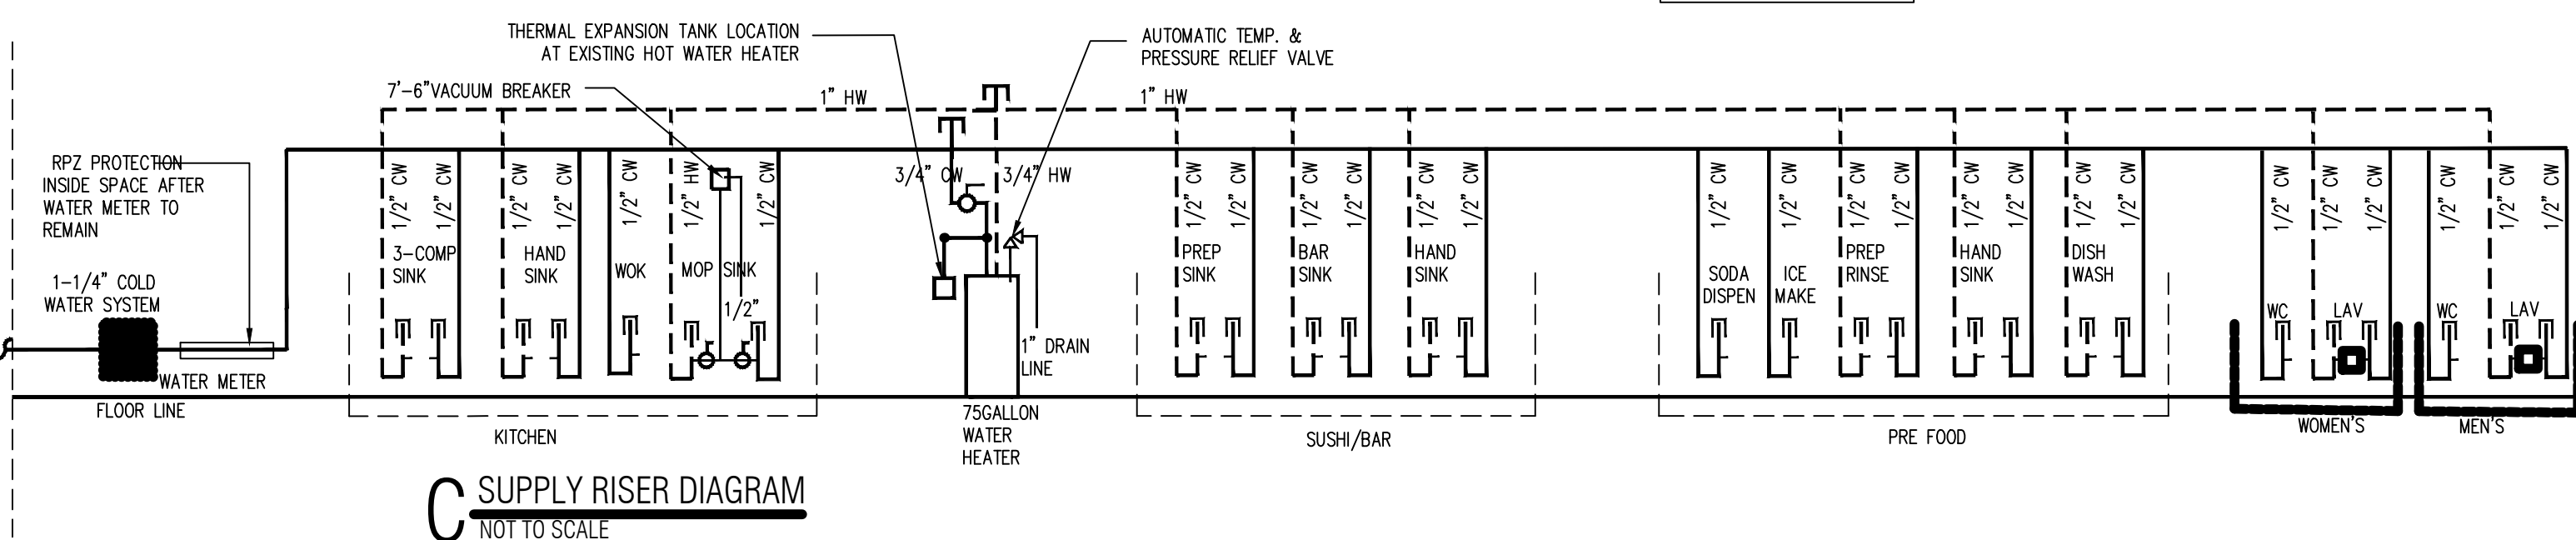 THERMAL EXPANSION TANK LOCATION
AT EXISTING HOT WATER HEATER
AUTOMATIC TEMP. &
PRESSURE RELIEF VALVE
7'-6"VACUUM BREAKER
1" HW
1" HW
RPZ PROTECTION
INSIDE SPACE AFTER
WATER METER TO
REMAIN
1-1/4" COLD
WATER SYSTEM
WATER METER
FLOOR LINE
1/2" CW
1/2" CW
3-COMP
SINK
1/2" CW
1/2" CW
HAND
SINK
1/2" CW
WOK
1/2" HW
1/2" CW
MOP SINK
1/2"
KITCHEN
3/4" CW
3/4" HW
1" DRAIN
LINE
75GALLON
WATER
HEATER
1/2" CW
1/2" CW
PREP
SINK
1/2" CW
1/2" CW
BAR
SINK
1/2" CW
1/2" CW
HAND
SINK
SUSHI/BAR
1/2" CW
SODA
DISPEN
1/2" CW
ICE
MAKE
1/2" CW
1/2" CW
PREP
RINSE
1/2" CW
1/2" CW
HAND
SINK
1/2" CW
1/2" CW
DISH
WASH
PRE FOOD
1/2" CW
WC
1/2" CW
1/2" CW
LAV
WOMEN'S
1/2" CW
WC
1/2" CW
1/2" CW
LAV
MEN'S
C SUPPLY RISER DIAGRAM
NOT TO SCALE